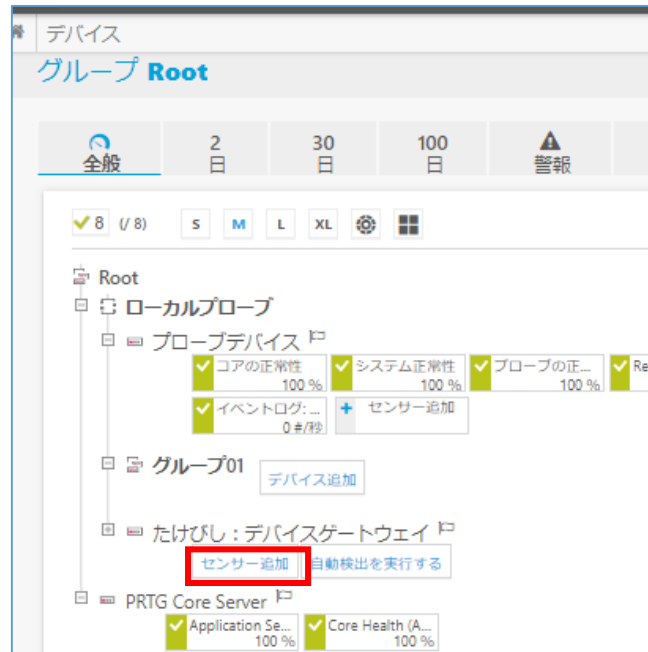 デバイス
グループ Root
全般
2
日
30
日
100
日
警報
8 (/ 8) S M L XL
Root
ローカルプローブ
プローブデバイス
コアの正常性 システム正常性 プローブの正... Re
100 % 100 % 100 %
イベントログ: ... + センサー追加
0 #/秒
グループ01 デバイス追加
たけびし：デバイスゲートウェイ
センサー追加 自動検出を実行する
PRTG Core Server
Application Se... Core Health (A...
100 % 100 %